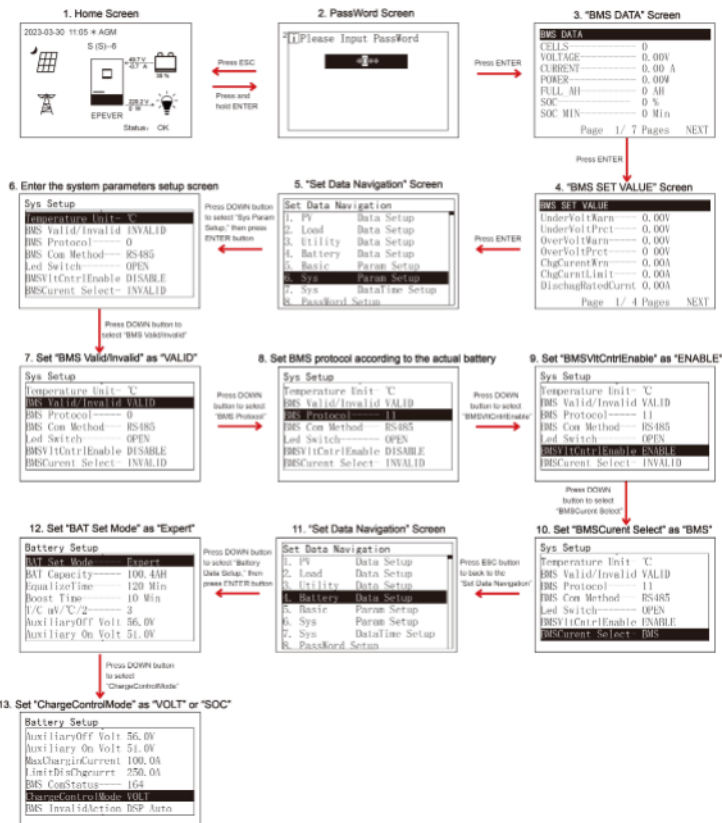 1. Home Screen
2023-03-30 11:05 ☀ AGM
S (S)--6
49.7 V
-0.7 A
38 %
220.2 V
0 W
EPEVER
Status: OK
Press ESC
Press and
hold ENTER
2. PassWord Screen
Please Input PassWord
Press ENTER
3. "BMS DATA" Screen
BMS DATA
CELLS 0
VOLTAGE 0.00V
CURRENT 0.00 A
POWER 0.00W
FULL AH 0 AH
SOC 0 %
SOC MIN 0 Min
Page 1/ 7 Pages NEXT
Press ENTER
4. "BMS SET VALUE" Screen
BMS SET VALUE
UnderVoltWarn 0.00V
UnderVoltPrct 0.00V
OverVoltWarn 0.00V
OverVoltPrct 0.00V
ChgCurentWrn 0.00A
ChgCurntLimit 0.00A
DischagRatedCurnt 0.00A
Page 1/ 4 Pages NEXT
Press ENTER
5. "Set Data Navigation" Screen
Set Data Navigation
1. PV Data Setup
2. Load Data Setup
3. Utility Data Setup
4. Battery Data Setup
5. Basic Param Setup
6. Sys Param Setup
7. Sys DataTime Setup
8. PassWord Setup
Press DOWN button
to select "Sys Param
Setup," then press
ENTER button
6. Enter the system parameters setup screen
Sys Setup
Temperature Unit- ℃
BMS Valid/Invalid INVALID
BMS Protocol 0
BMS Com Method RS485
Led Switch OPEN
BMSVltCntrlEnable DISABLE
BMSCurent Select- INVALID
Press DOWN button to
select "BMS Valid/Invalid"
7. Set "BMS Valid/Invalid" as "VALID"
Sys Setup
Temperature Unit- ℃
BMS Valid/Invalid VALID
BMS Protocol 0
BMS Com Method RS485
Led Switch OPEN
BMSVltCntrlEnable DISABLE
BMSCurent Select- INVALID
Press DOWN
button to select
"BMS Protocol"
8. Set BMS protocol according to the actual battery
Sys Setup
Temperature Unit- ℃
BMS Valid/Invalid VALID
BMS Protocol 11
BMS Com Method RS485
Led Switch OPEN
BMSVltCntrlEnable DISABLE
BMSCurent Select- INVALID
Press DOWN
button to select
"BMSVltCntrlEnable"
9. Set "BMSVltCntrlEnable" as "ENABLE"
Sys Setup
Temperature Unit- ℃
BMS Valid/Invalid VALID
BMS Protocol 11
BMS Com Method RS485
Led Switch OPEN
BMSVltCntrlEnable ENABLE
BMSCurent Select- INVALID
Press DOWN
button to select
"BMSCurent Select"
10. Set "BMSCurent Select" as "BMS"
Sys Setup
Temperature Unit- ℃
BMS Valid/Invalid VALID
BMS Protocol 11
BMS Com Method RS485
Led Switch OPEN
BMSVltCntrlEnable ENABLE
BMSCurent Select- BMS
Press ESC button
to back to the
"Set Data Navigation"
11. "Set Data Navigation" Screen
Set Data Navigation
1. PV Data Setup
2. Load Data Setup
3. Utility Data Setup
4. Battery Data Setup
5. Basic Param Setup
6. Sys Param Setup
7. Sys DataTime Setup
8. PassWord Setup
Press DOWN button
to select "Battery
Data Setup," then
press ENTER button
12. Set "BAT Set Mode" as "Expert"
Battery Setup
BAT Set Mode Expert
BAT Capacity 100.4AH
EqualizeTime 120 Min
Boost Time 10 Min
T/C mV/℃/2 3
AuxiliaryOff Volt 56.0V
Auxiliary On Volt 51.0V
Press DOWN button
to select
"ChargeControlMode"
13. Set "ChargeControlMode" as "VOLT" or "SOC"
Battery Setup
AuxiliaryOff Volt 56.0V
Auxiliary On Volt 51.0V
MaxCharginCurrent 100.0A
LimitDisChgcurrt 250.0A
BMS ComStatus 164
ChargeControlMode VOLT
BMS InvalidAction DSP Auto